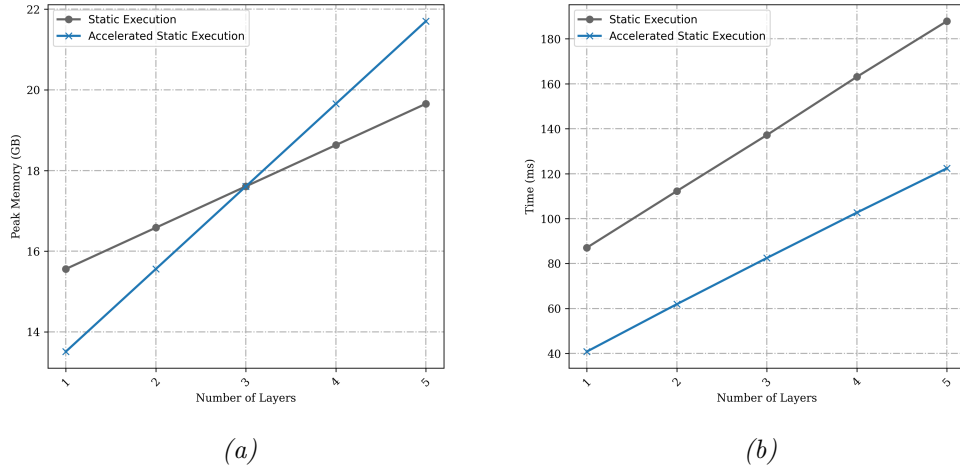 Static Execution
Accelerated Static Execution
22
20
18
16
14
Peak Memory (GB)
1
2
3
4
5
Number of Layers
(a)
Static Execution
Accelerated Static Execution
180
160
140
120
100
80
60
40
Time (ms)
1
2
3
4
5
Number of Layers
(b)